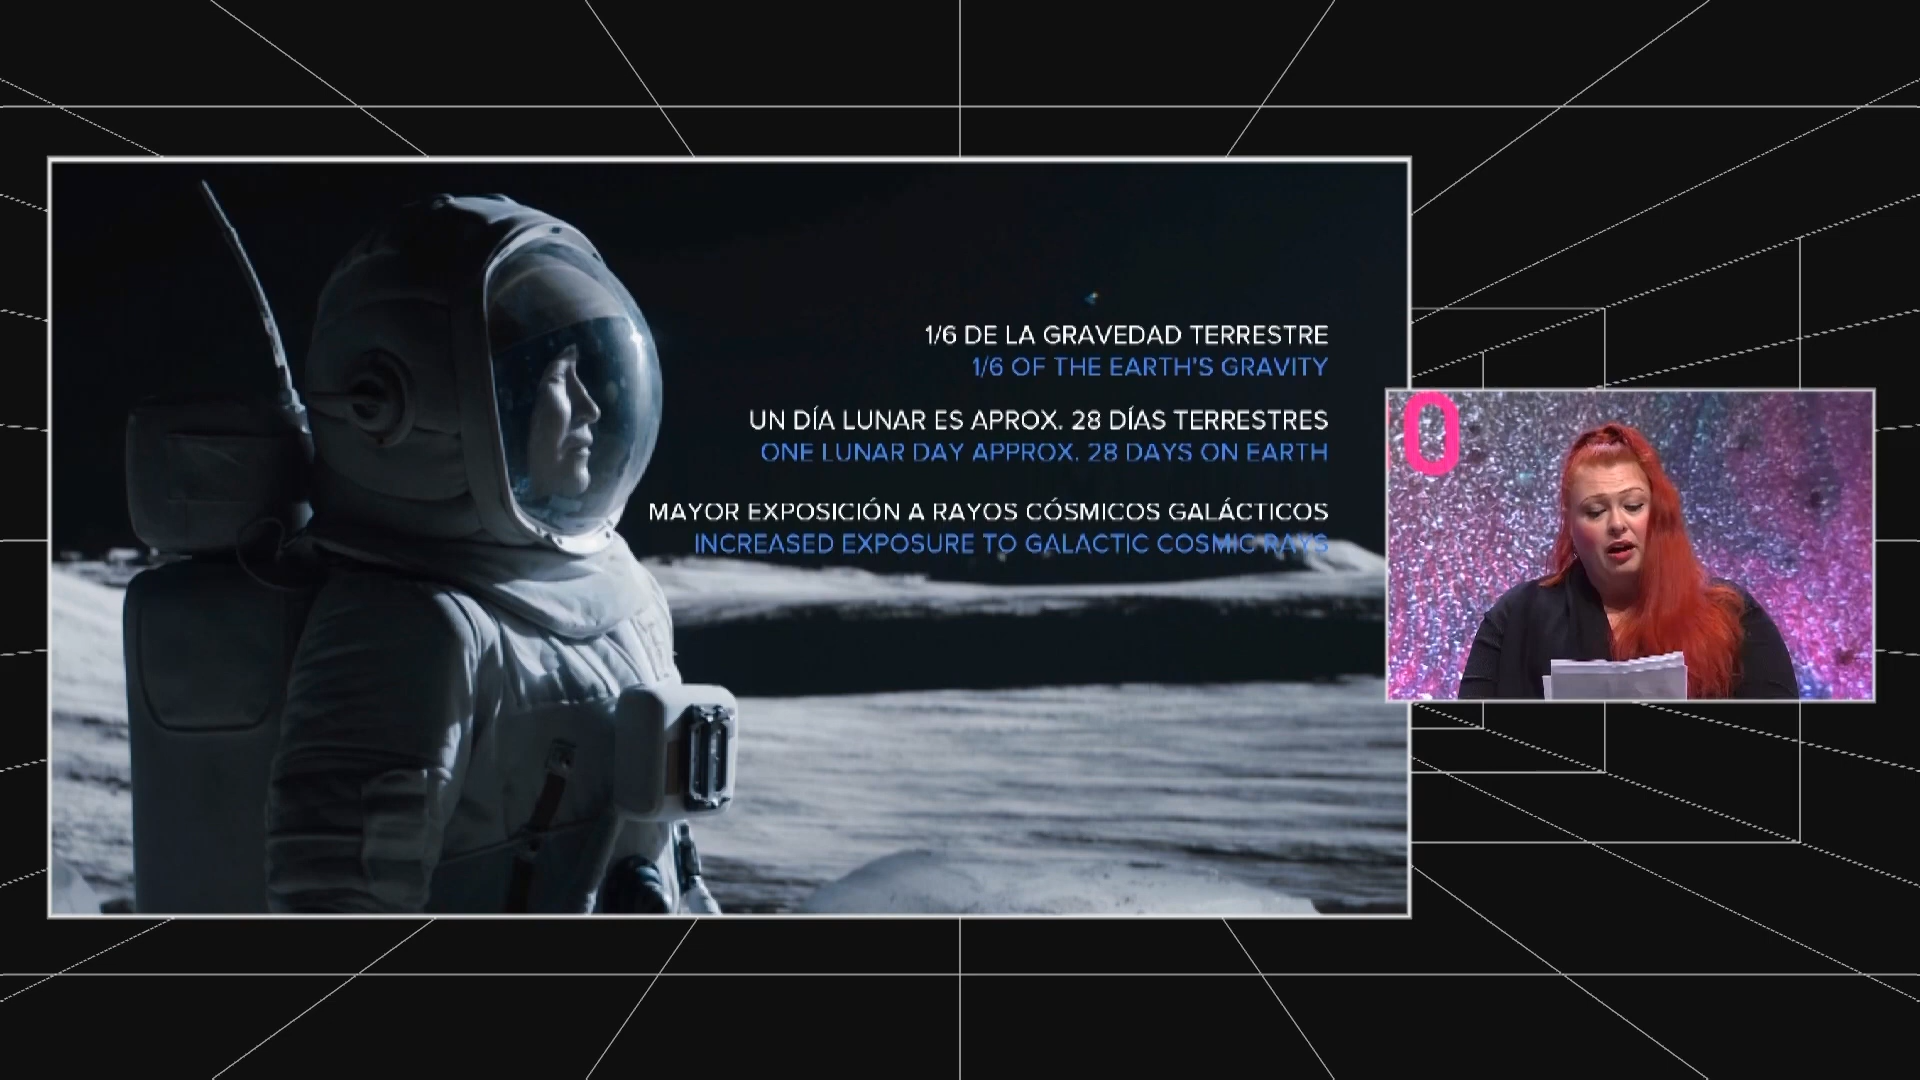 1/6 DE LA GRAVEDAD TERRESTRE
1/6 OF THE EARTH'S GRAVITY
UN DÍA LUNAR ES APROX. 28 DÍAS TERRESTRES
ONE LUNAR DAY APPROX. 28 DAYS ON EARTH
MAYOR EXPOSICIÓN A RAYOS CÓSMICOS GALÁCTICOS
INCREASED EXPOSURE TO GALACTIC COSMIC RAYS
0